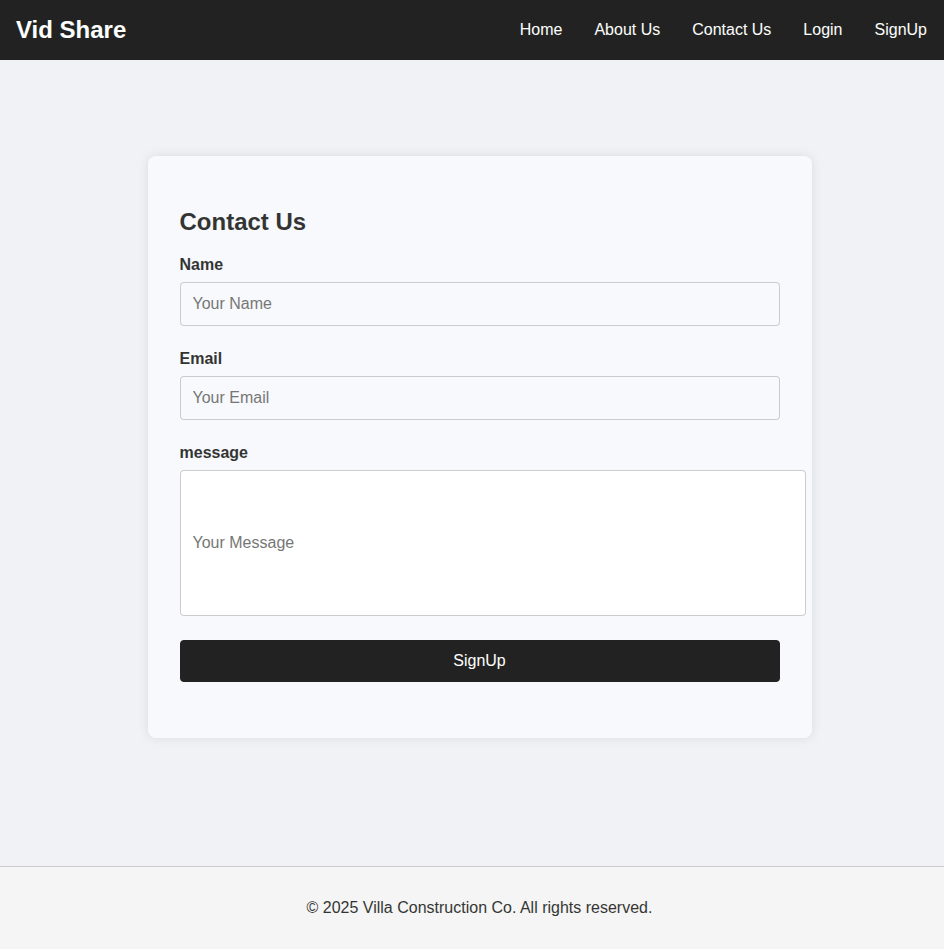 Vid Share
Home About Us Contact Us Login SignUp
Contact Us
Name
Your Name
Email
Your Email
message
Your Message
SignUp
© 2025 Villa Construction Co. All rights reserved.